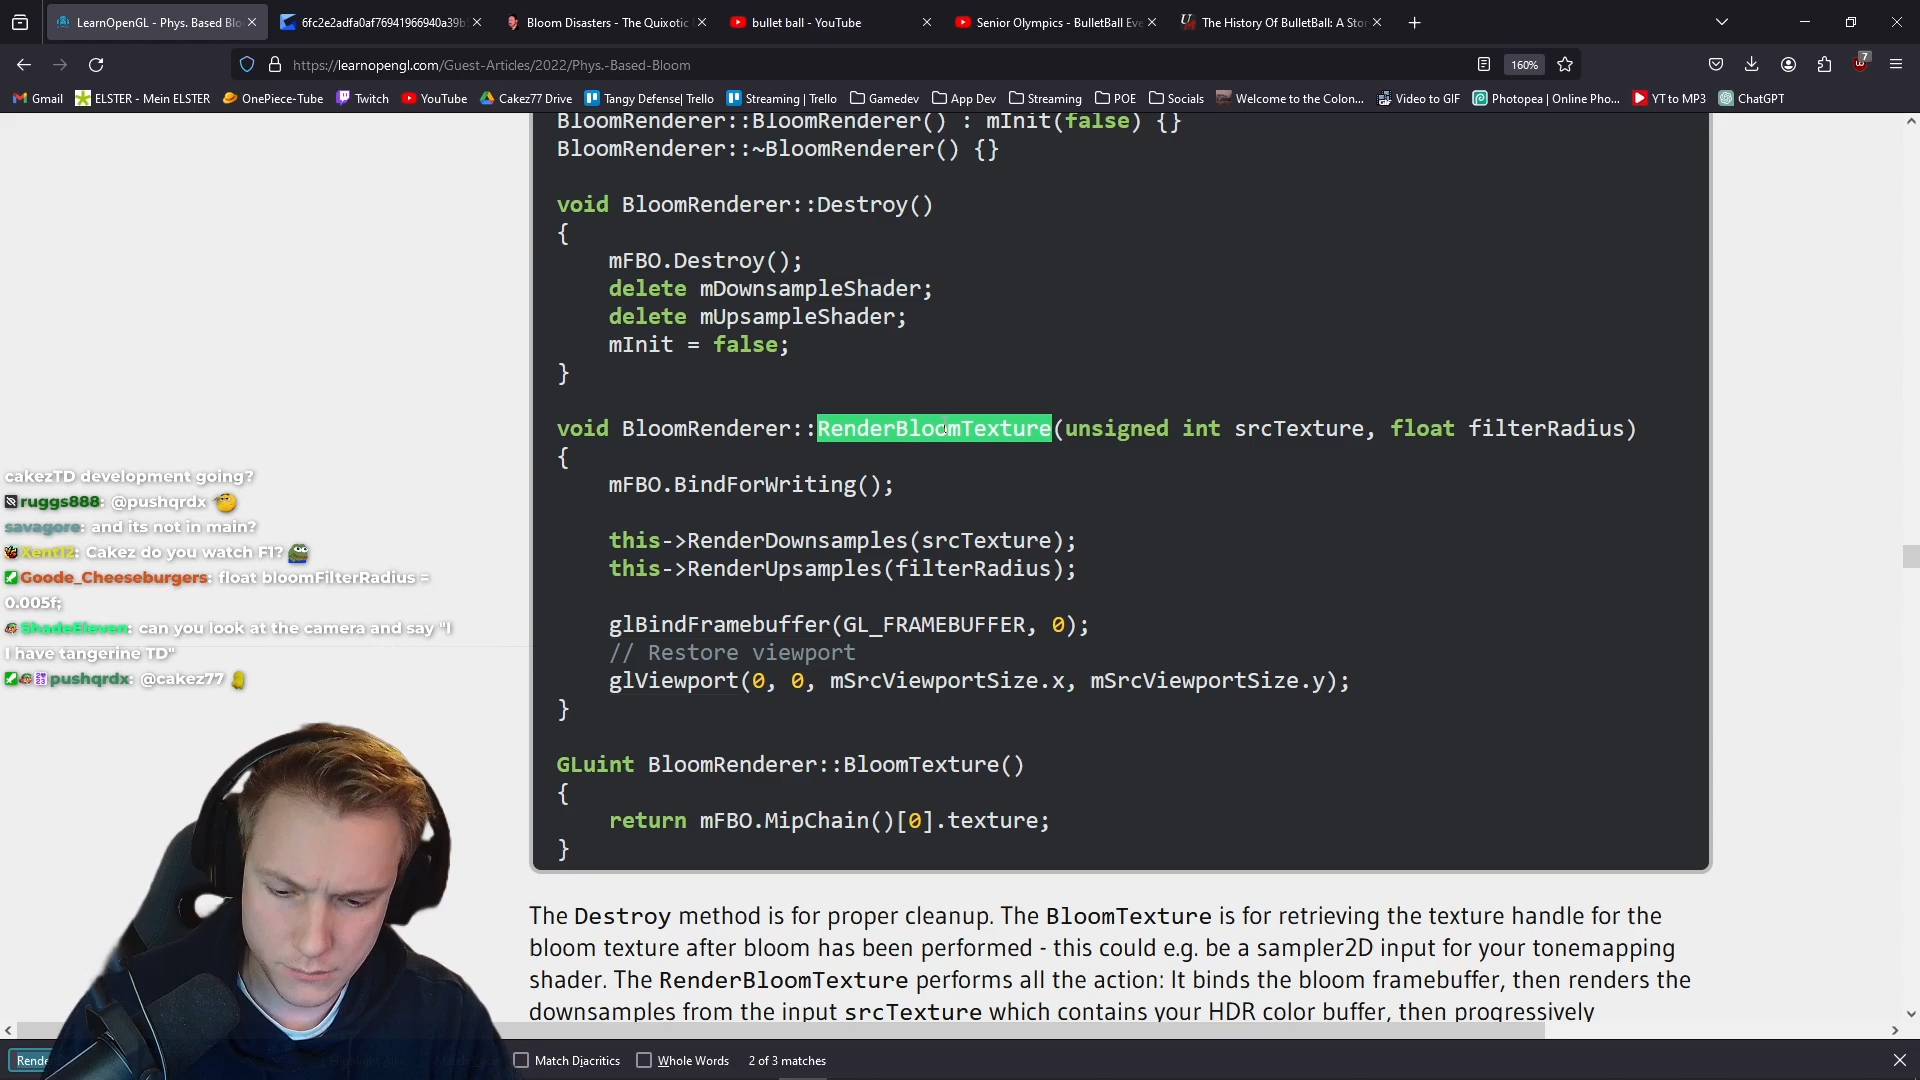 LearnOpenGL - Phys. Based Blo
6fc2e2adfa0af76941966940a39b
Bloom Disasters - The Quixotic
bullet ball - YouTube
Senior Olympics - BulletBall Eve
The History Of BulletBall: A Stor
https://learnopengl.com/Guest-Articles/2022/Phys.-Based-Bloom
160%
7
Gmail
ELSTER - Mein ELSTER
OnePiece-Tube
Twitch
YouTube
Cakez77 Drive
Tangy Defense| Trello
Streaming | Trello
Gamedev
App Dev
Streaming
POE
Socials
Welcome to the Colon...
Video to GIF
Photopea | Online Pho...
YT to MP3
ChatGPT
BloomRenderer::BloomRenderer() : mInit(false) {}
BloomRenderer::~BloomRenderer() {}
void BloomRenderer::Destroy()
{
mFBO.Destroy();
delete mDownsampleShader;
delete mUpsampleShader;
mInit = false;
}
void BloomRenderer::RenderBloomTexture(unsigned int srcTexture, float filterRadius)
{
mFBO.BindForWriting();
this->RenderDownsamples(srcTexture);
this->RenderUpsamples(filterRadius);
glBindFramebuffer(GL_FRAMEBUFFER, 0);
// Restore viewport
glViewport(0, 0, mSrcViewportSize.x, mSrcViewportSize.y);
}
GLuint BloomRenderer::BloomTexture()
{
return mFBO.MipChain()[0].texture;
}
The Destroy method is for proper cleanup. The BloomTexture is for retrieving the texture handle for the
bloom texture after bloom has been performed - this could e.g. be a sampler2D input for your tonemapping
shader. The RenderBloomTexture performs all the action: It binds the bloom framebuffer, then renders the
downsamples from the input srcTexture which contains your HDR color buffer, then progressively
cakezTD development going?
ruggs888: @pushqrdx
savagore: and its not in main?
Xent12: Cakez do you watch F1?
Goode_Cheeseburgers: float bloomFilterRadius =
0.005f;
ShadeEleven: can you look at the camera and say "I
I have tangerine TD"
pushqrdx: @cakez77
Rende
Match Diacritics
Whole Words
2 of 3 matches